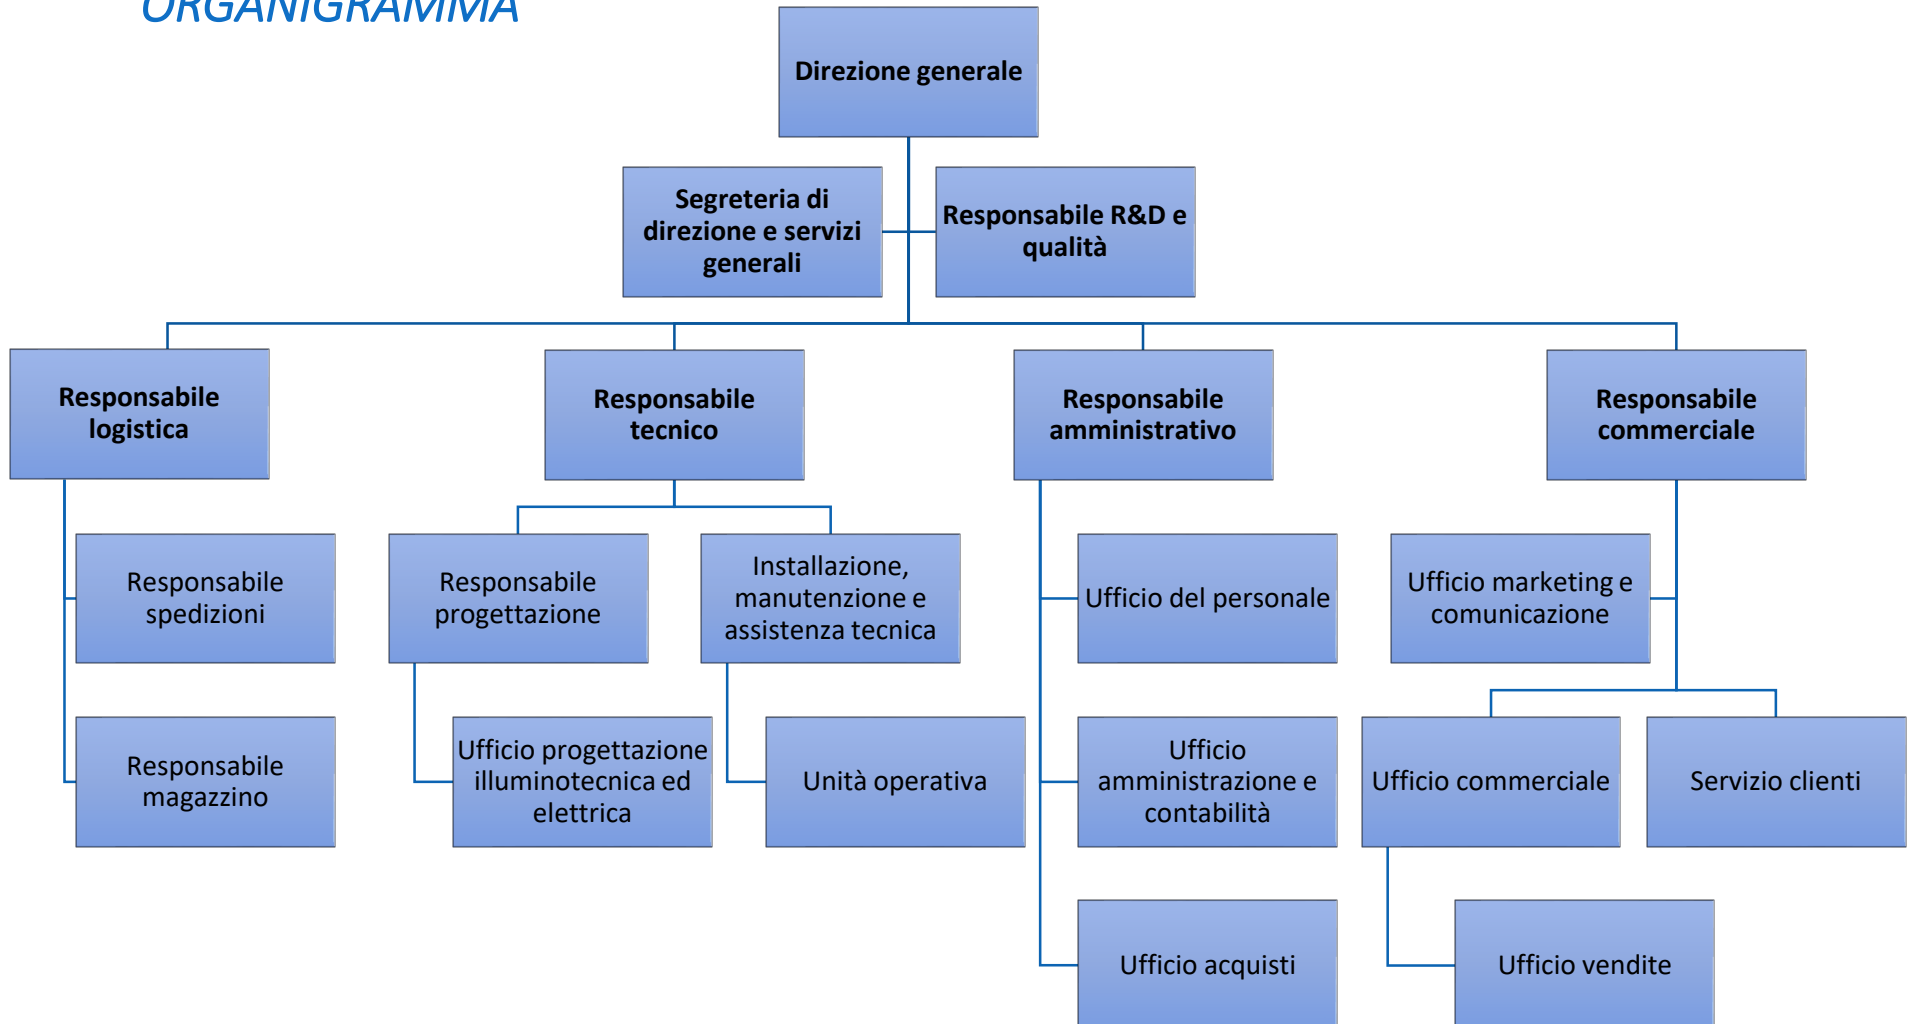 ORGANIGRAMMA
Direzione generale
Segreteria di
direzione e servizi
generali
Responsabile R&D e
qualità
Responsabile
logistica
Responsabile
tecnico
Responsabile
amministrativo
Responsabile
commerciale
Responsabile
spedizioni
Responsabile
progettazione
Installazione,
manutenzione e
assistenza tecnica
Ufficio del personale
Ufficio marketing e
comunicazione
Responsabile
magazzino
Ufficio progettazione
illuminotecnica ed
elettrica
Unità operativa
Ufficio
amministrazione e
contabilità
Ufficio commerciale
Servizio clienti
Ufficio acquisti
Ufficio vendite